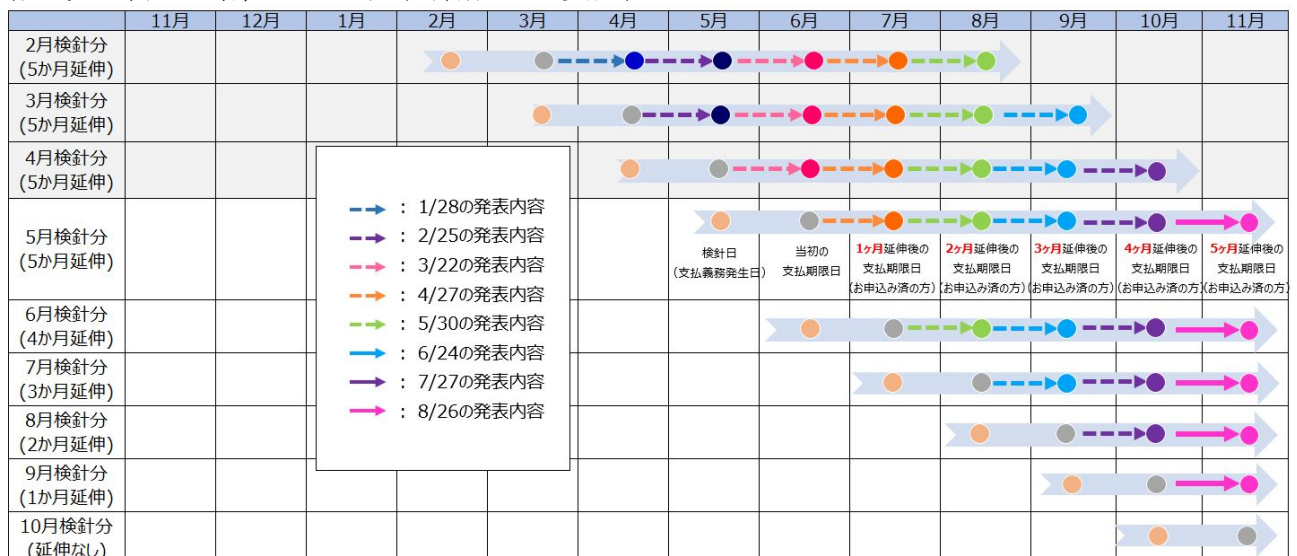 11月 12月 1月 2月 3月 4月 5月 6月 7月 8月 9月 10月 11月
2月検針分
(5か月延伸)
3月検針分
(5か月延伸)
4月検針分
(5か月延伸)
5月検針分
(5か月延伸)
検針日
(支払義務発生日)
当初の
支払期限日
1ヶ月延伸後の
支払期限日
(お申込み済の方)
2ヶ月延伸後の
支払期限日
(お申込み済の方)
3ヶ月延伸後の
支払期限日
(お申込み済の方)
4ヶ月延伸後の
支払期限日
(お申込み済の方)
5ヶ月延伸後の
支払期限日
(お申込み済の方)
6月検針分
(4か月延伸)
7月検針分
(3か月延伸)
8月検針分
(2か月延伸)
9月検針分
(1か月延伸)
10月検針分
(延伸なし)
: 1/28の発表内容
: 2/25の発表内容
: 3/22の発表内容
: 4/27の発表内容
: 5/30の発表内容
: 6/24の発表内容
: 7/27の発表内容
: 8/26の発表内容